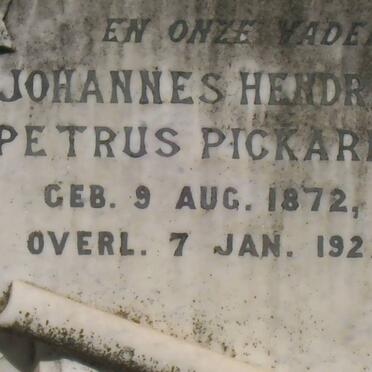 EN ONZE VADE
JOHANNES HENDR
PETRUS PICKAR
GEB. 9 AUG. 1872,
OVERL. 7 JAN. 192